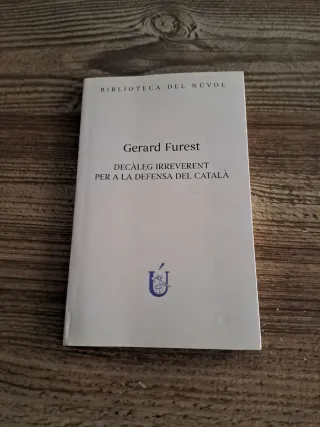 BIBLIOTECA DEL NÚVOL
Gerard Furest
DECÀLEG IRREVERENT
PER A LA DEFENSA DEL CATALÀ
Ú